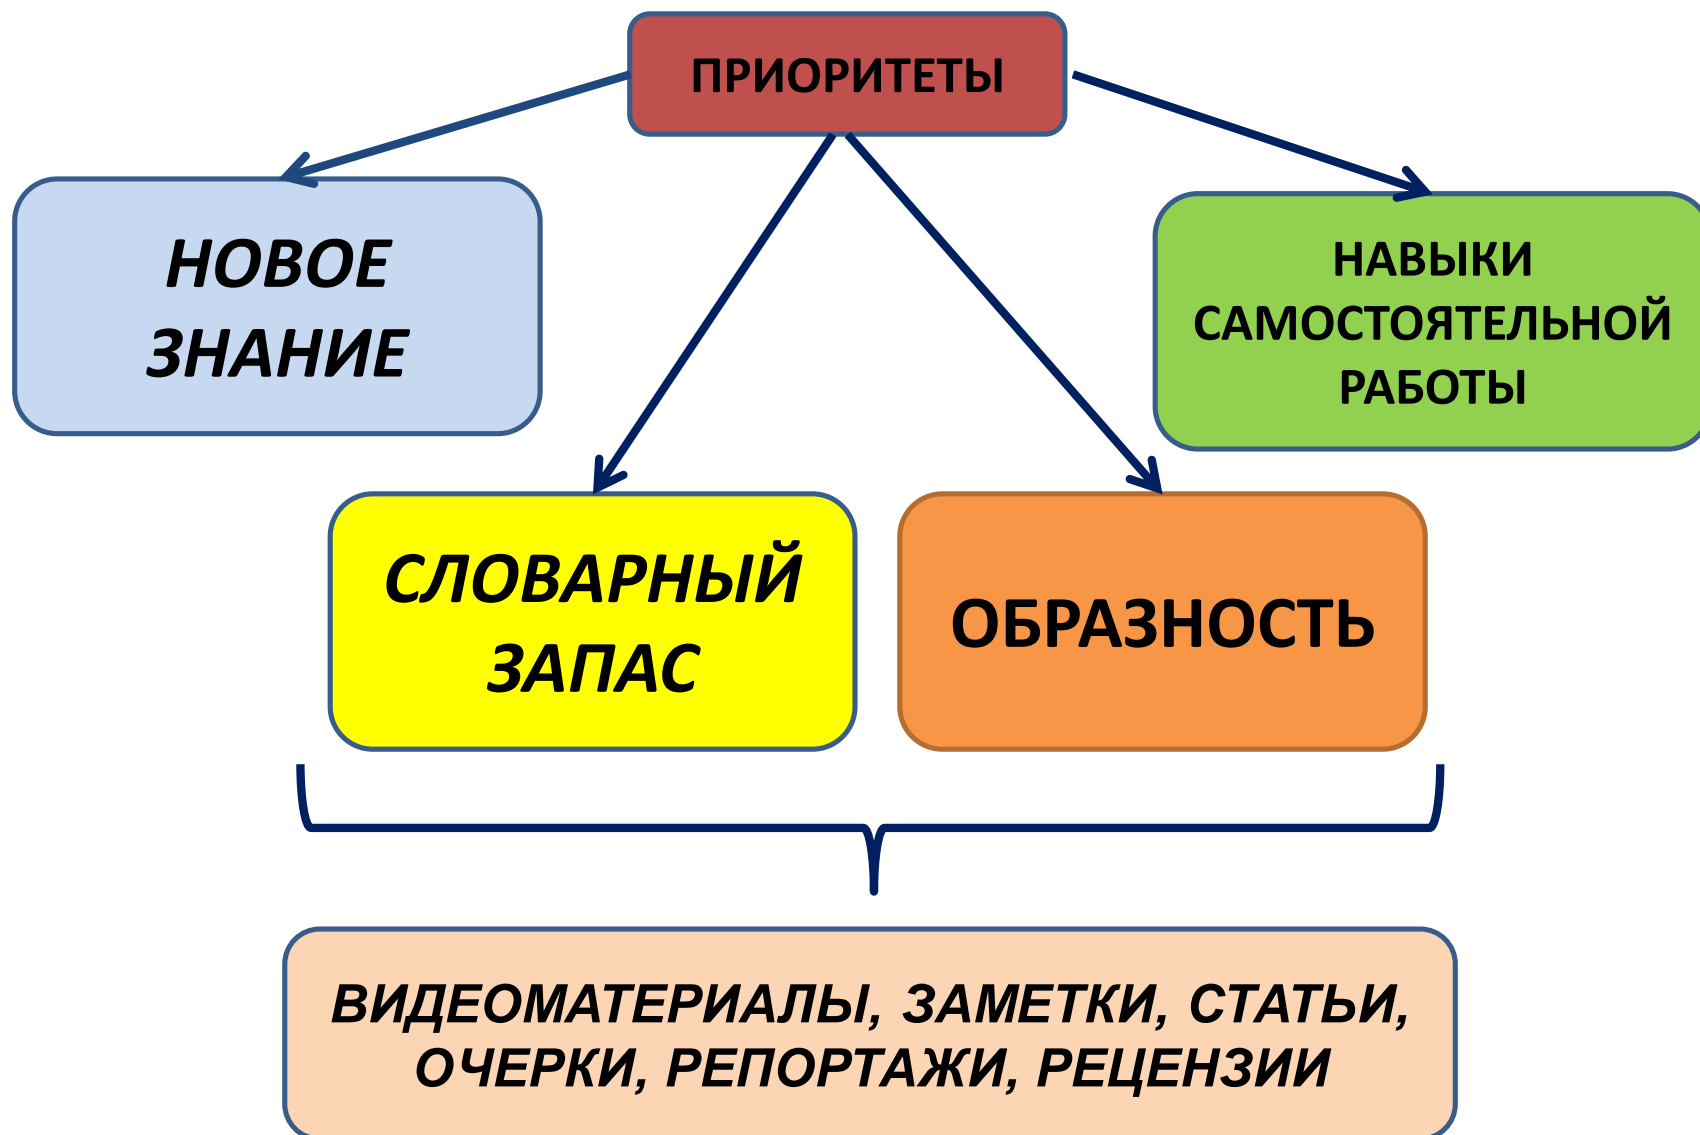 ПРИОРИТЕТЫ
НОВОЕ
ЗНАНИЕ
НАВЫКИ
САМОСТОЯТЕЛЬНОЙ
РАБОТЫ
СЛОВАРНЫЙ
ЗАПАС
ОБРАЗНОСТЬ
ВИДЕОМАТЕРИАЛЫ, ЗАМЕТКИ, СТАТЬИ,
ОЧЕРКИ, РЕПОРТАЖИ, РЕЦЕНЗИИ